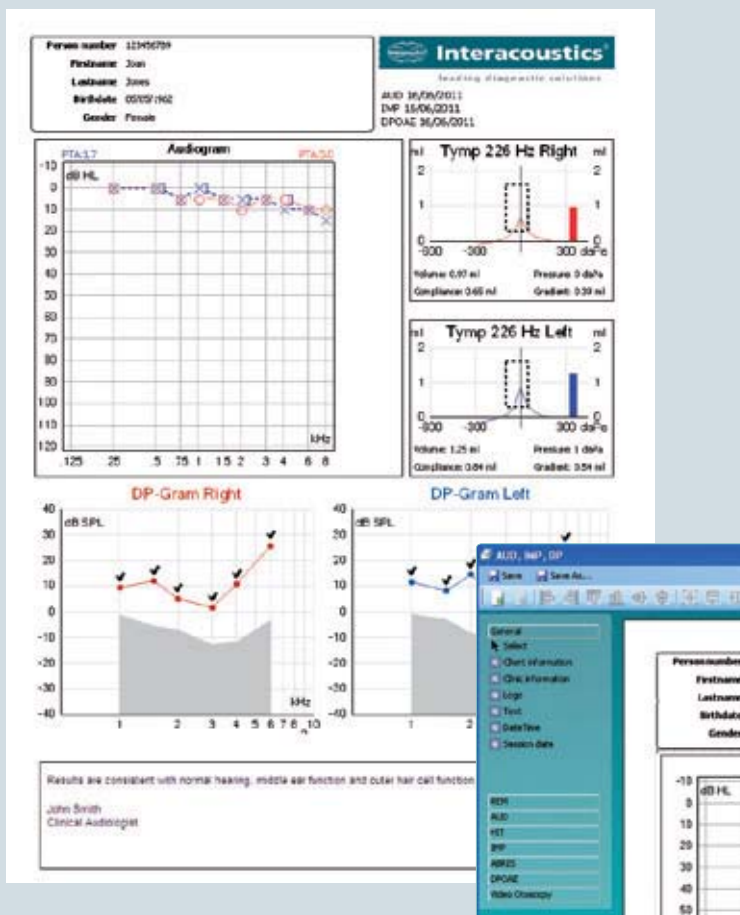 Person number 123456789
Firstname Joan
Lastname Jones
Birthdate 05/05/1962
Gender Female
Interacoustics
leading diagnostic solutions
AUD 16/06/2011
IMP 16/06/2011
DPOAE 16/06/2011
PTA:1.7 Audiogram PTA:5.0
dB HL
-10
0
10
20
30
40
50
60
70
80
90
100
110
120
kHz
.125 .25 .5 .75 1 1.5 2 3 4 6 8
ml Tymp 226 Hz Right ml
2 2
1 1
0 0
-600 -300 300 daPa
Volume: 0.97 ml Pressure: 0 daPa
Compliance: 0.65 ml Gradient: 0.39 ml
ml Tymp 226 Hz Left ml
2 2
1 1
0 0
-600 -300 300 daPa
Volume: 1.25 ml Pressure: 1 daPa
Compliance: 0.84 ml Gradient: 0.54 ml
DP-Gram Right
40
dB SPL
30
20
10
0
-10
-20
-30
-40
kHz
1 2 3 4 5 6 7 8 10
DP-Gram Left
40
dB SPL
30
20
10
0
-10
-20
-30
-40
1 2
Results are consistent with normal hearing, middle ear function and outer hair cell function
John Smith
Clinical Audiologist
AUD, IMP, DP
Save Save As...
General
Select
Client information
Clinic information
Logo
Text
Date Time
Session date
REM
AUD
HIT
IMP
ABRIS
DPOAE
Video Otoscopy
Person number
Firstname
Lastname
Birthdate
Gender
-10
dB HL
0
10
20
30
40
50